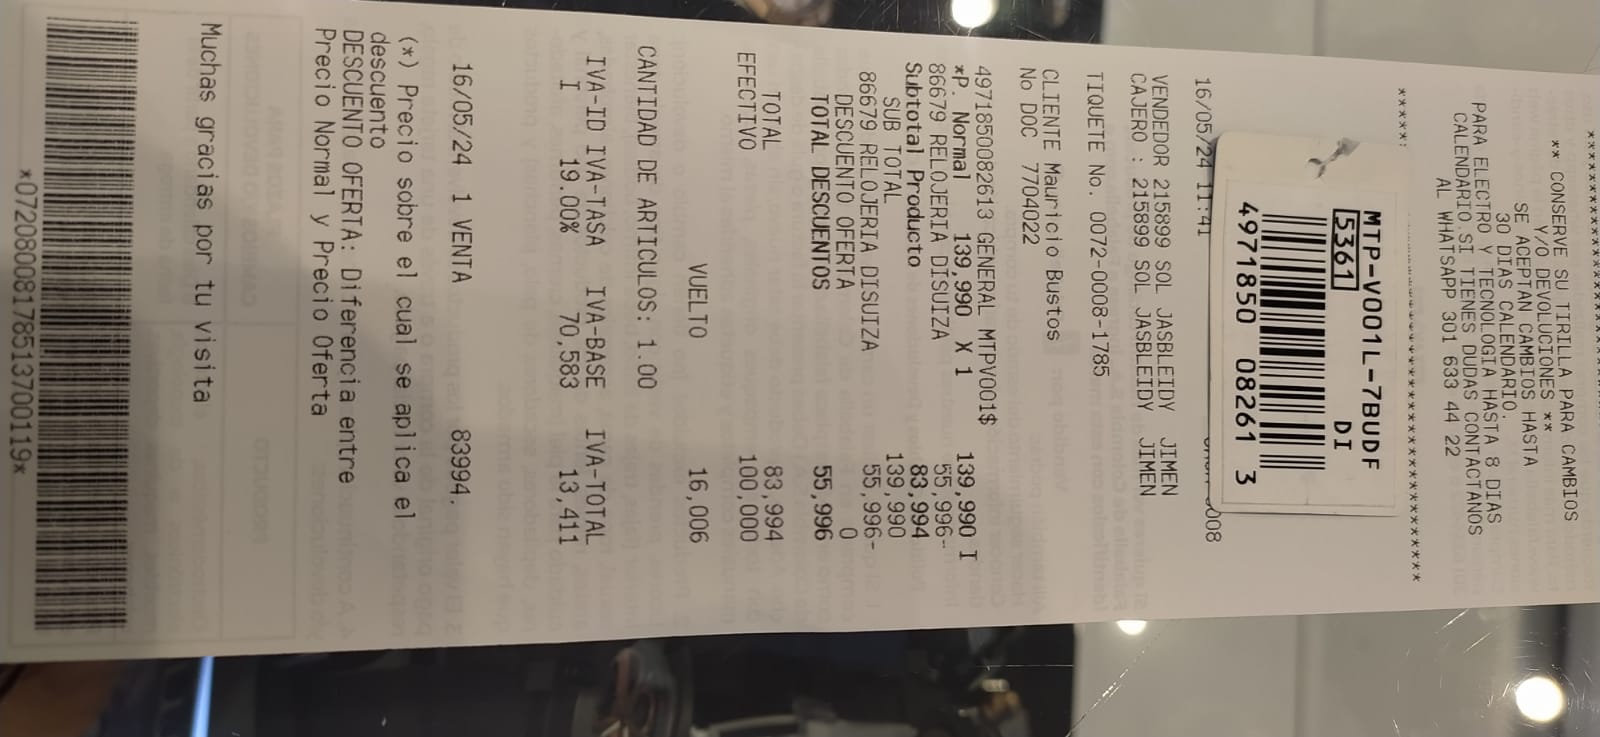 ** CONSERVE SU TIRILLA PARA CAMBIOS
Y/O DEVOLUCIONES **
SE ACEPTAN CAMBIOS HASTA
30 DIAS CALENDARIO.
PARA ELECTRO Y TECNOLOGIA HASTA 8 DIAS
CALENDARIO.SI TIENES DUDAS CONTACTANOS
AL WHATSAPP 301 633 44 22
MTP-V001L-7BUDF
5361 DI
4971850 08261 3
16/05/24 11:41
TIQUETE No. 0072-0008-1785
VENDEDOR 215899 SOL JASBLEIDY JIMEN
CAJERO : 215899 SOL JASBLEIDY JIMEN
CLIENTE Mauricio Bustos
No DOC 7704022
4971850082613 GENERAL MTPV001$ 139,990 I
*P. Normal 139,990 X 1
86679 RELOJERIA DISUIZA 55,996-
Subtotal Producto 83,994
SUB TOTAL 139,990
86679 RELOJERIA DISUIZA 55,996-
DESCUENTO OFERTA 0
TOTAL DESCUENTOS 55,996
TOTAL 83,994
EFECTIVO 100,000
VUELTO 16,006
CANTIDAD DE ARTICULOS: 1.00
IVA-ID IVA-TASA IVA-BASE IVA-TOTAL
I 19.00% 70,583 13,411
16/05/24 1 VENTA 83994.
(*) Precio sobre el cual se aplica el
descuento
DESCUENTO OFERTA: Diferencia entre
Precio Normal y Precio Oferta
Muchas gracias por tu visita
*07208008178513700119*